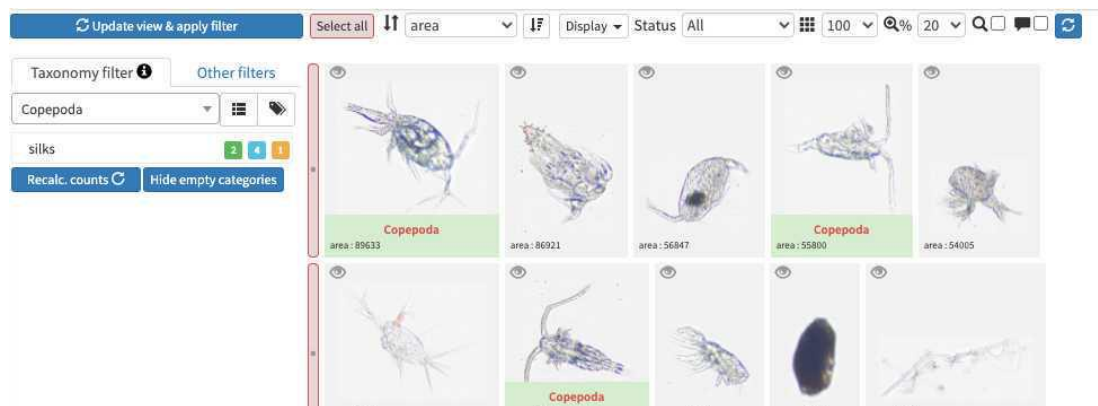 Update view & apply filter
Select all area Display Status All 100 % 20
Taxonomy filter Other filters
Copepoda
silks 2 4 1
Recalc. counts Hide empty categories
Copepoda Copepoda
area : 89633 area : 86921 area : 56847 area : 55800 area : 54005
Copepoda